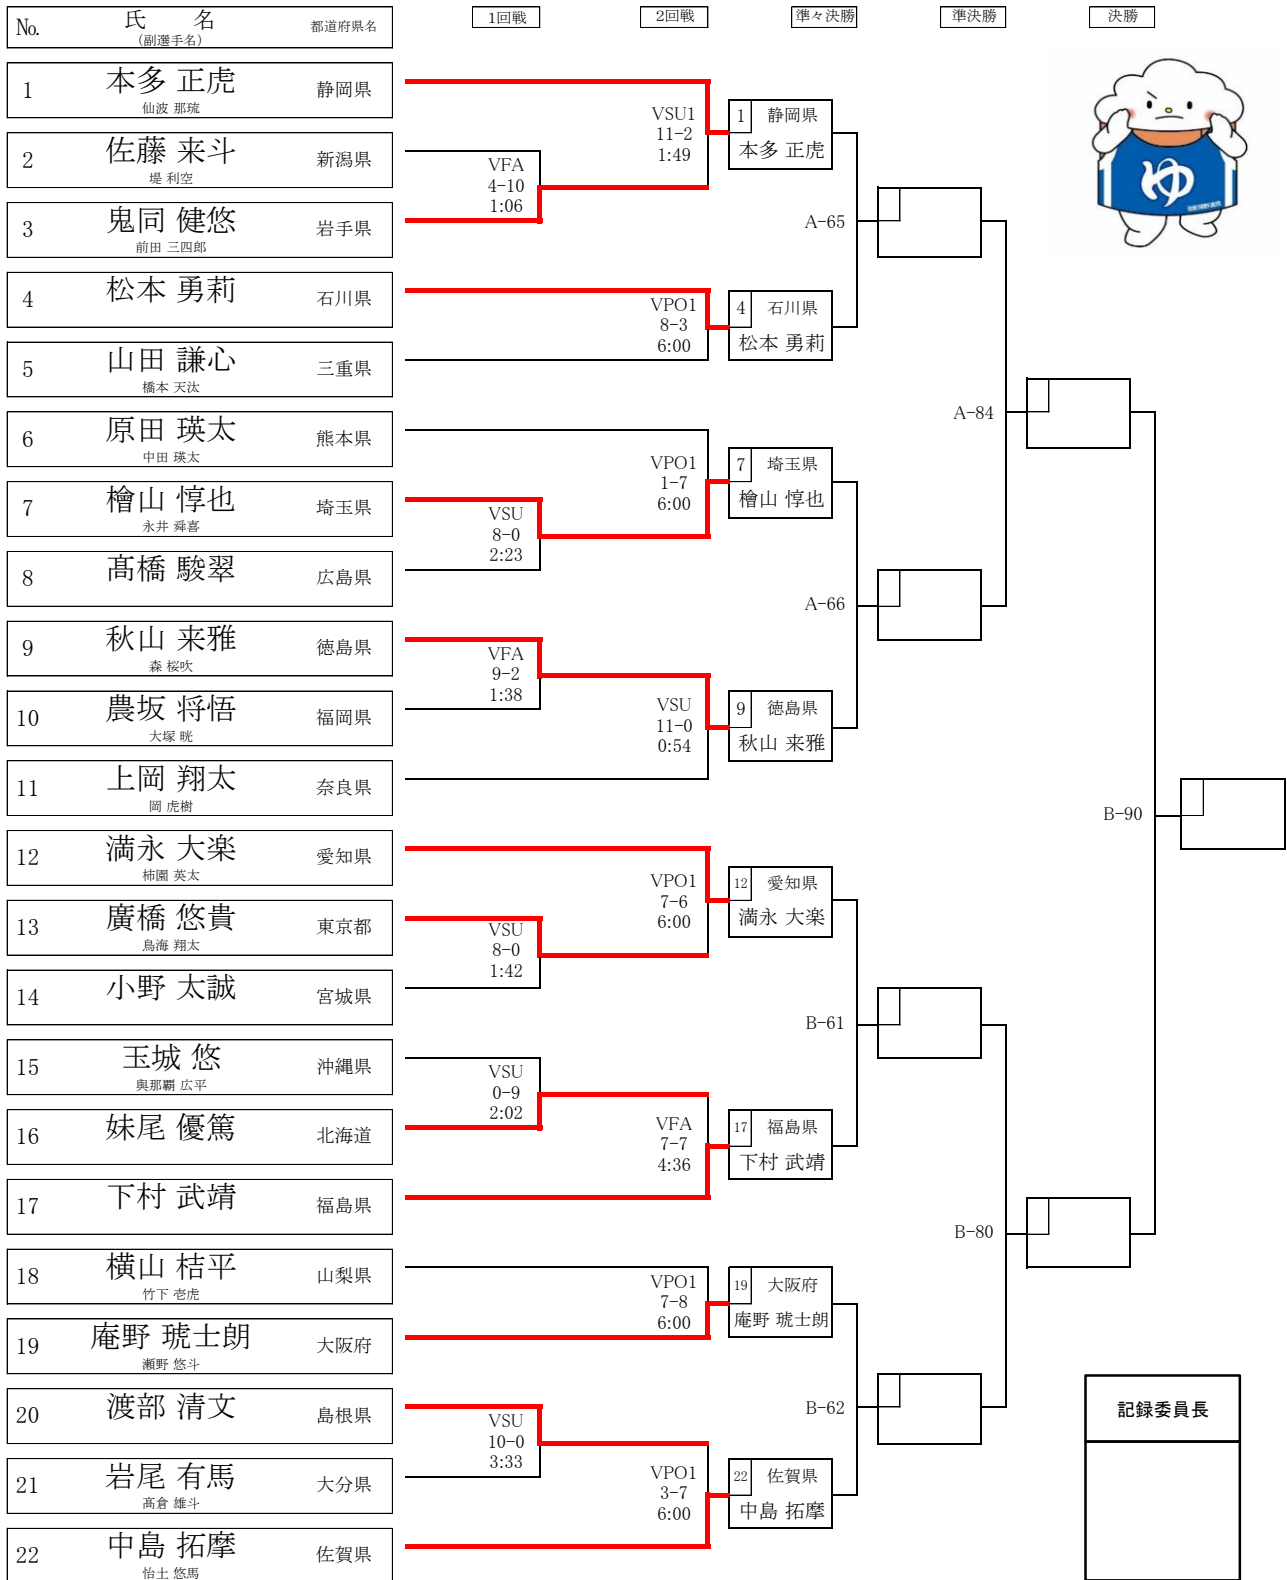 No.
氏 名
(副選手名)
都道府県名
1回戦
2回戦
準々決勝
準決勝
決勝
1
本多 正虎
仙波 那琉
静岡県
2
佐藤 来斗
堤 利空
新潟県
3
鬼同 健悠
前田 三四郎
岩手県
4
松本 勇莉
石川県
5
山田 謙心
橋本 天汰
三重県
6
原田 瑛太
中田 瑛太
熊本県
7
檜山 惇也
永井 舜喜
埼玉県
8
髙橋 駿翠
広島県
9
秋山 来雅
森 桜吹
徳島県
10
農坂 将悟
大塚 晄
福岡県
11
上岡 翔太
岡 虎樹
奈良県
12
満永 大楽
柿園 英太
愛知県
13
廣橋 悠貴
鳥海 翔太
東京都
14
小野 太誠
宮城県
15
玉城 悠
與那覇 広平
沖縄県
16
妹尾 優篤
北海道
17
下村 武靖
福島県
18
横山 桔平
竹下 壱虎
山梨県
19
庵野 琥士朗
瀬野 悠斗
大阪府
20
渡部 清文
島根県
21
岩尾 有馬
髙倉 雄斗
大分県
22
中島 拓摩
怡土 悠馬
佐賀県
VFA
4-10
1:06
VSU
8-0
2:23
VFA
9-2
1:38
VSU
8-0
1:42
VSU
0-9
2:02
VSU
10-0
3:33
VSU1
11-2
1:49
VPO1
8-3
6:00
VPO1
1-7
6:00
VSU
11-0
0:54
VPO1
7-6
6:00
VFA
7-7
4:36
VPO1
7-8
6:00
VPO1
3-7
6:00
1 静岡県
本多 正虎
4 石川県
松本 勇莉
7 埼玉県
檜山 惇也
9 徳島県
秋山 来雅
12 愛知県
満永 大楽
17 福島県
下村 武靖
19 大阪府
庵野 琥士朗
22 佐賀県
中島 拓摩
A-65
A-66
B-61
B-62
A-84
B-80
B-90
ゆ
記録委員長